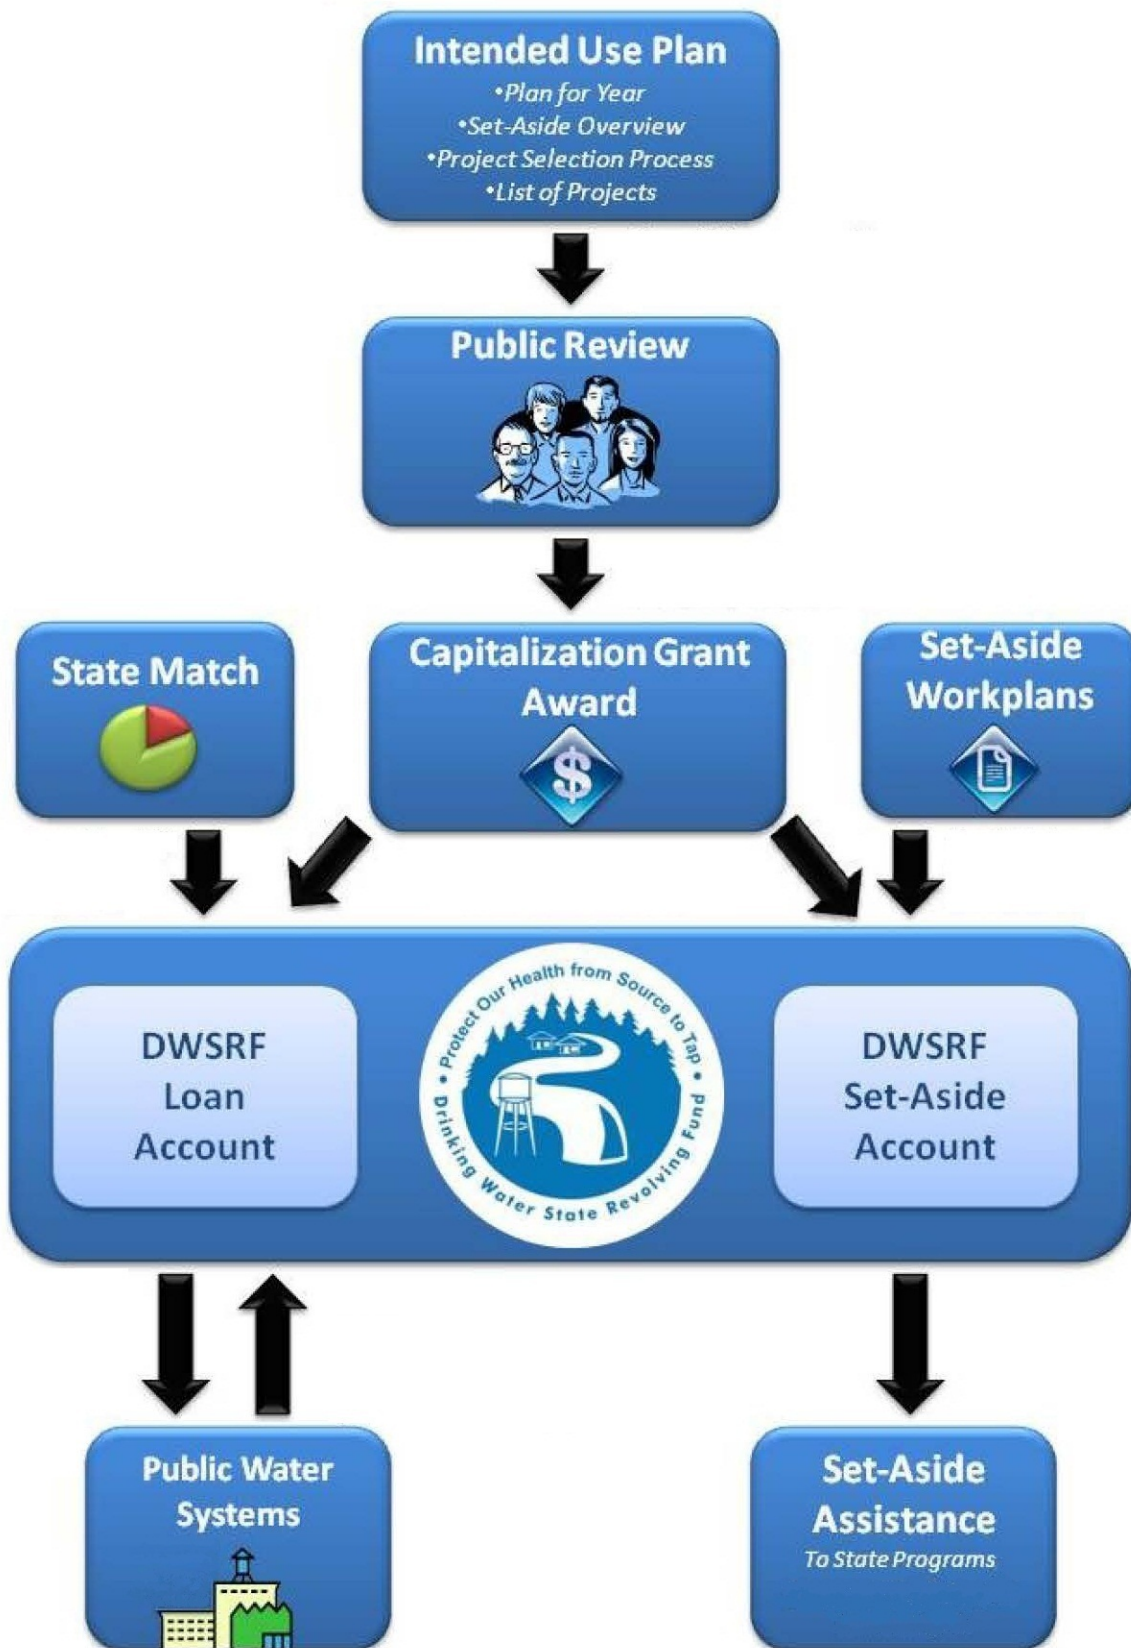 Intended Use Plan
•Plan for Year
•Set-Aside Overview
•Project Selection Process
•List of Projects
Public Review
State Match
Capitalization Grant
Award
$
Set-Aside
Workplans
DWSRF
Loan
Account
• Protect Our Health from Source to Tap •
Drinking Water State Revolving Fund
DWSRF
Set-Aside
Account
Public Water
Systems
Set-Aside
Assistance
To State Programs